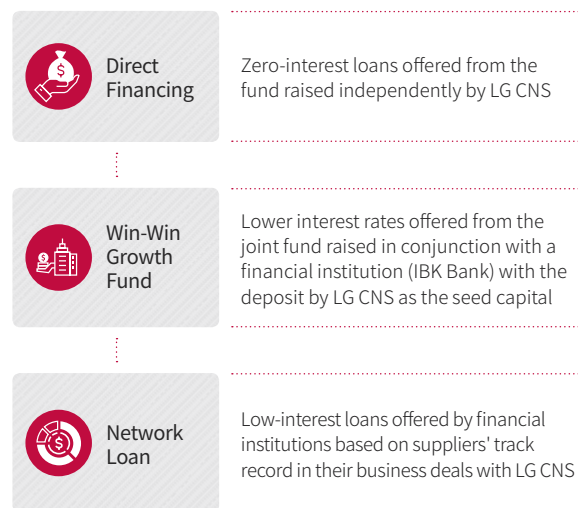 Direct
Financing
Zero-interest loans offered from the
fund raised independently by LG CNS
Win-Win
Growth
Fund
Lower interest rates offered from the
joint fund raised in conjunction with a
financial institution (IBK Bank) with the
deposit by LG CNS as the seed capital
Network
Loan
Low-interest loans offered by financial
institutions based on suppliers' track
record in their business deals with LG CNS